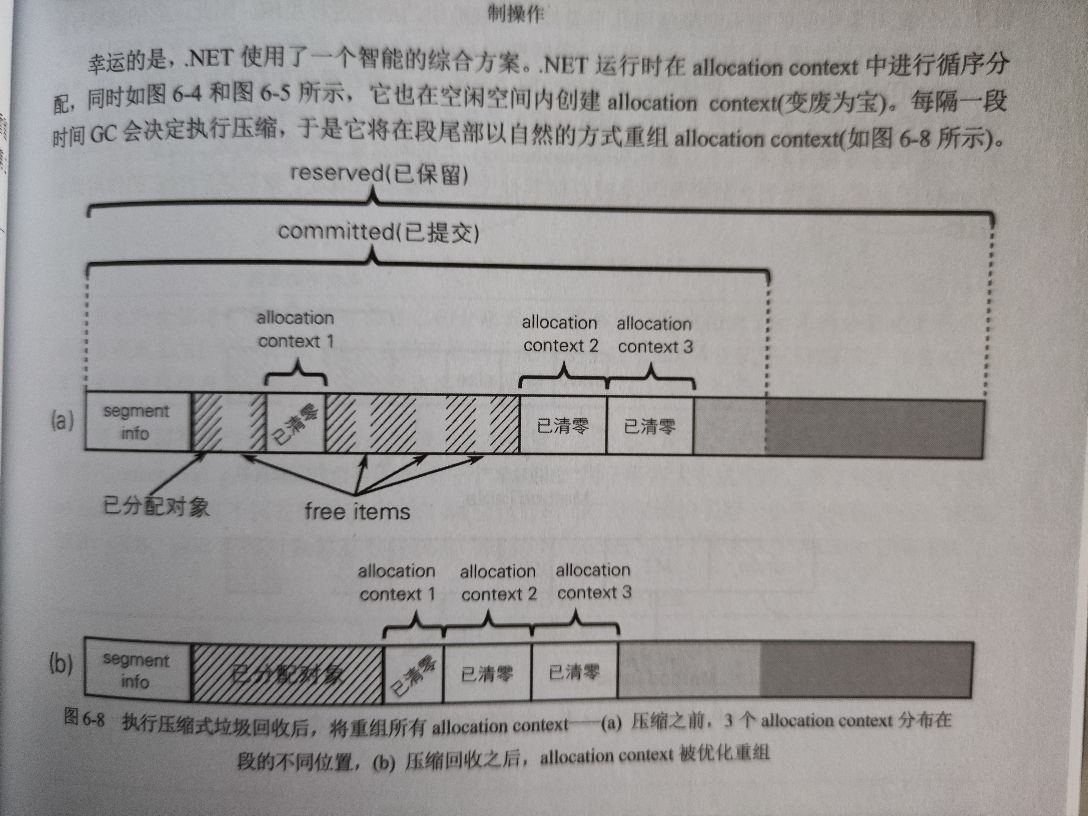 制操作
幸运的是，.NET 使用了一个智能的综合方案。.NET 运行时在 allocation context 中进行循序分
配，同时如图 6-4 和图 6-5 所示，它也在空闲空间内创建 allocation context(变废为宝)。每隔一段
时间 GC 会决定执行压缩，于是它将在段尾部以自然的方式重组 allocation context(如图 6-8 所示)。
reserved(已保留)
committed(已提交)
allocation
context 1
allocation
context 2
allocation
context 3
(a)
segment
info
已清零
已清零
已清零
已分配对象
free items
allocation
context 1
allocation
context 2
allocation
context 3
(b)
segment
info
已分配对象
已清零
已清零
已清零
图 6-8 执行压缩式垃圾回收后，将重组所有 allocation context——(a) 压缩之前，3 个 allocation context 分布在
段的不同位置，(b) 压缩回收之后，allocation context 被优化重组